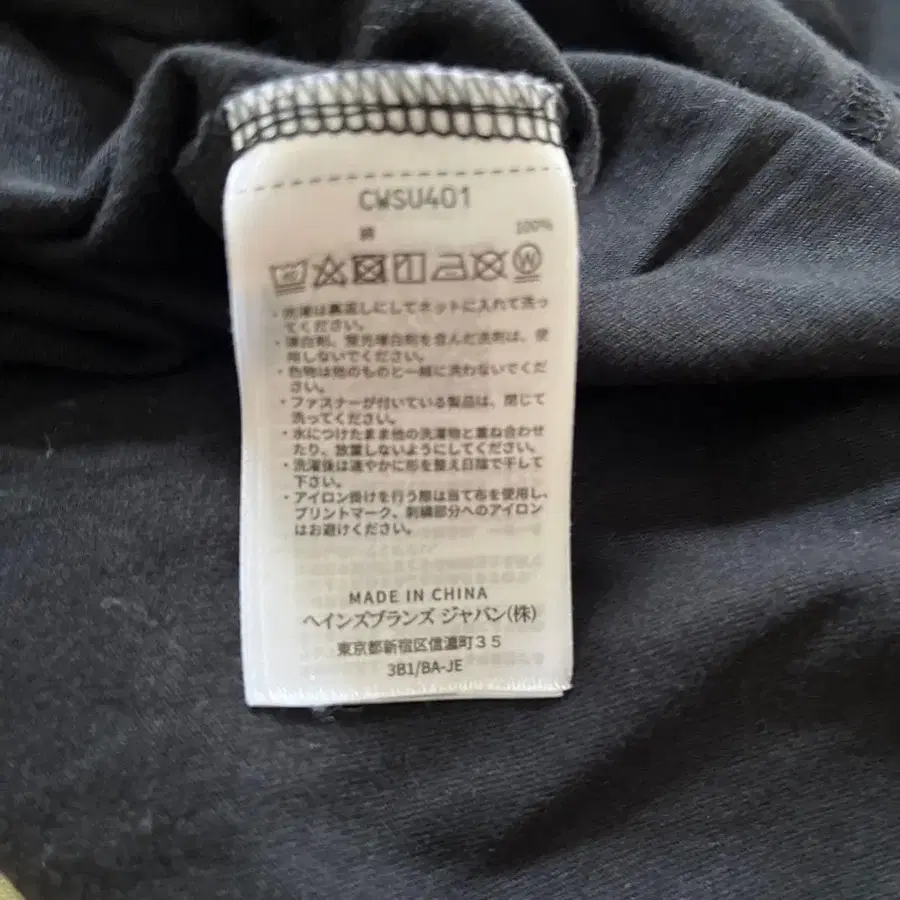 CWSU401
綿 100%
・洗濯は裏返しにしてネットに入れて洗っ
てください。
・漂白剤、蛍光増白剤を含んだ洗剤は、使
用しないでください。
・色物は他のものと一緒に洗わないでくだ
さい。
・ファスナーが付いている製品は、閉じて
洗ってください。
・水につけたまま他の洗濯物と重ね合わせ
たり、放置しないようにしてください。
・洗濯後は速やかに形を整え日陰で干して
下さい。
・アイロン掛けを行う際は当て布を使用し、
プリントマーク、刺繍部分へのアイロン
はお避けください。
MADE IN CHINA
ヘインズブランズ ジャパン(株)
東京都新宿区信濃町35
3B1/BA-JE